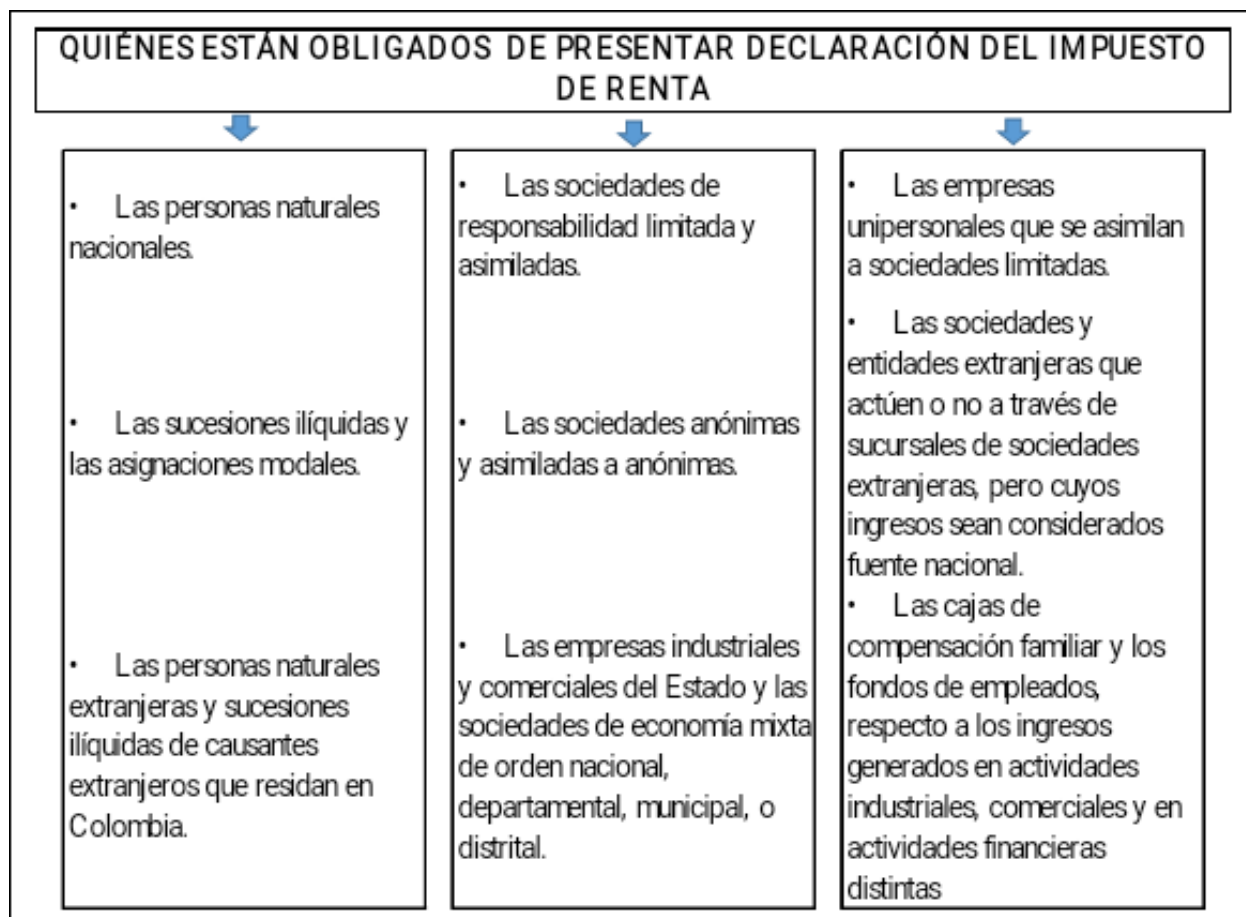 QUIÉNES ESTÁN OBLIGADOS DE PRESENTAR DECLARACIÓN DEL IMPUESTO
DE RENTA
• Las personas naturales
nacionales.
• Las sucesiones ilíquidas y
las asignaciones modales.
• Las personas naturales
extranjeras y sucesiones
ilíquidas de causantes
extranjeros que residan en
Colombia.
• Las sociedades de
responsabilidad limitada y
asimiladas.
• Las sociedades anónimas
y asimiladas a anónimas.
• Las empresas industriales
y comerciales del Estado y las
sociedades de economía mixta
de orden nacional,
departamental, municipal, o
distrital.
• Las empresas
unipersonales que se asimilan
a sociedades limitadas.
• Las sociedades y
entidades extranjeras que
actúen o no a través de
sucursales de sociedades
extranjeras, pero cuyos
ingresos sean considerados
fuente nacional.
• Las cajas de
compensación familiar y los
fondos de empleados,
respecto a los ingresos
generados en actividades
industriales, comerciales y en
actividades financieras
distintas